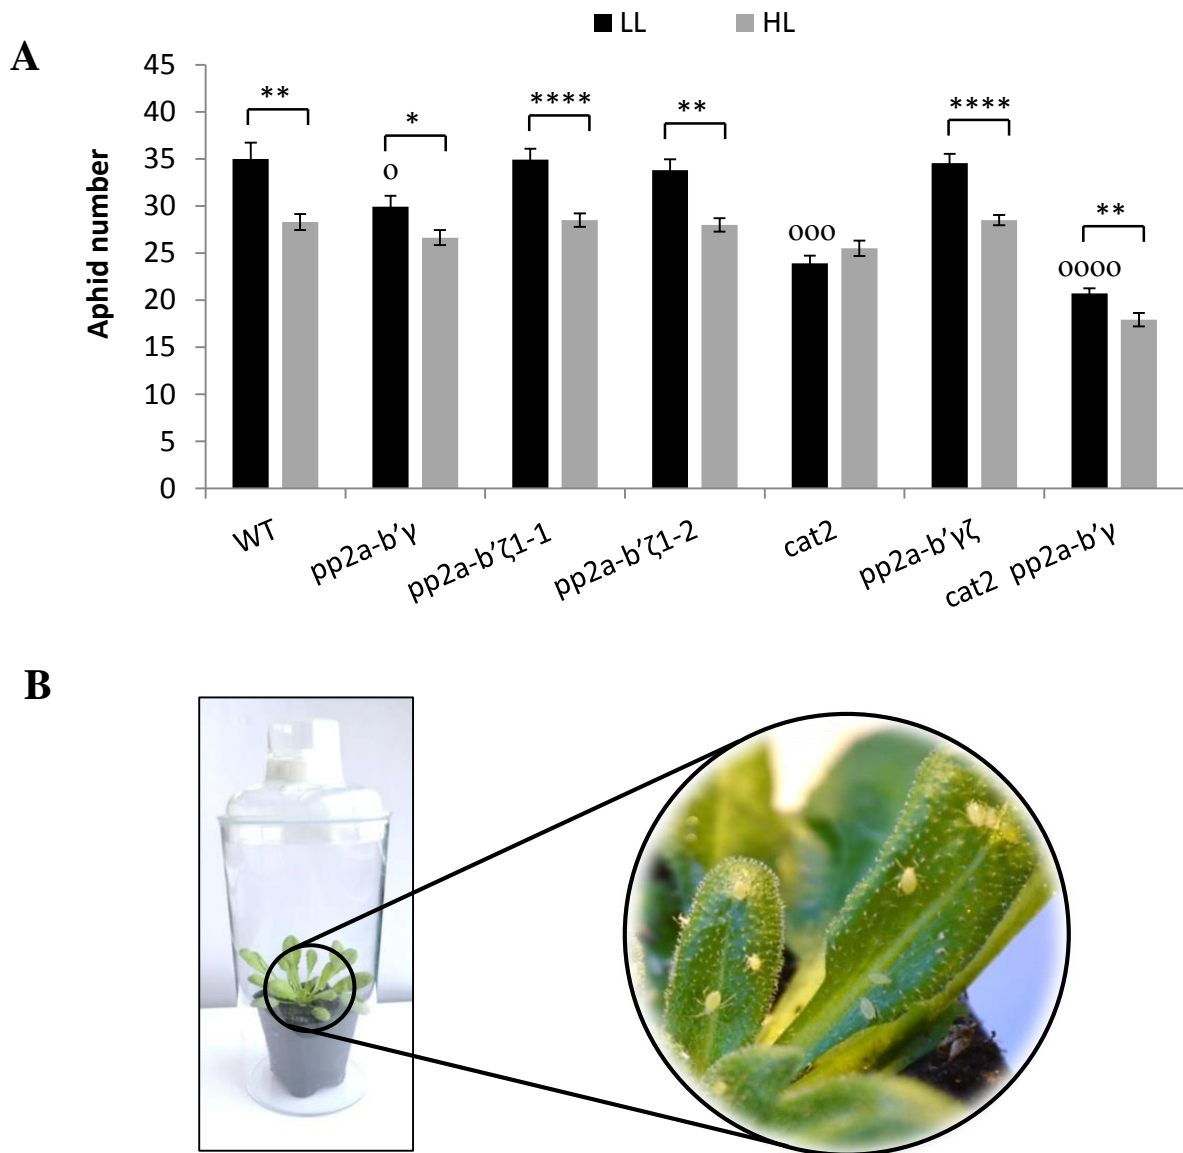 A
LL HL
Aphid number
45
40
35
30
25
20
15
10
5
0
**
*
****
**
****
**
o
ooo
oooo
WT
pp2a-b’γ
pp2a-b’ζ1-1
pp2a-b’ζ1-2
cat2
pp2a-b’γζ
cat2 pp2a-b’γ
B